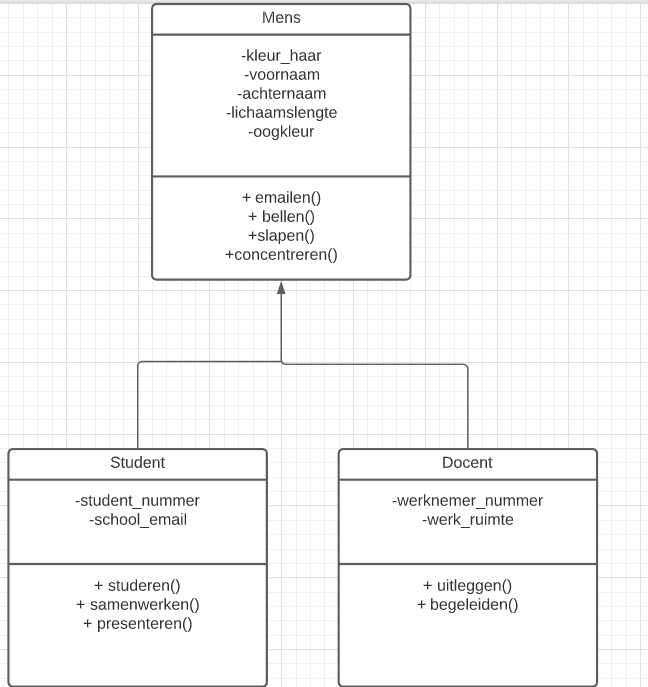 Mens
-kleur_haar
-voornaam
-achternaam
-lichaamslengte
-oogkleur
+ emailen()
+ bellen()
+slapen()
+concentreren()
Student
-student_nummer
-school_email
+ studeren()
+ samenwerken()
+ presenteren()
Docent
-werknemer_nummer
-werk_ruimte
+ uitleggen()
+ begeleiden()